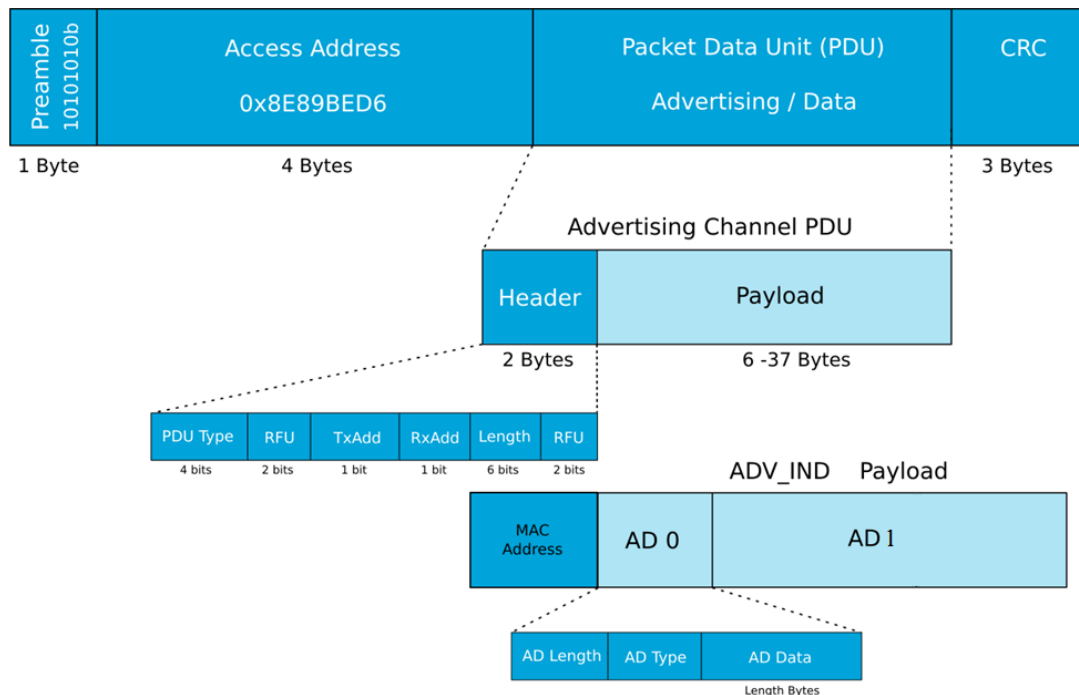 Preamble
10101010b
Access Address
0x8E89BED6
Packet Data Unit (PDU)
Advertising / Data
CRC
1 Byte
4 Bytes
3 Bytes
Advertising Channel PDU
Header
Payload
2 Bytes
6 -37 Bytes
PDU Type
RFU
TxAdd
RxAdd
Length
RFU
4 bits
2 bits
1 bit
1 bit
6 bits
2 bits
ADV_IND Payload
MAC
Address
AD 0
AD 1
AD Length
AD Type
AD Data
Length Bytes